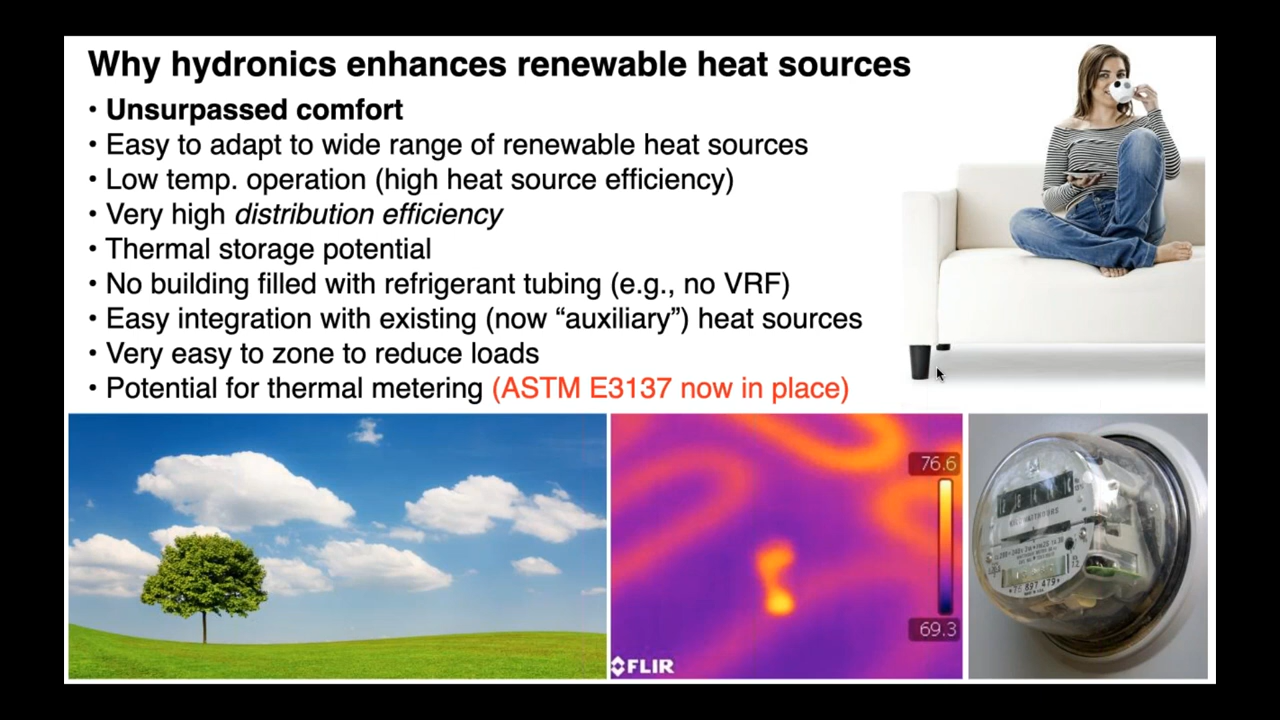 Why hydronics enhances renewable heat sources
• Unsurpassed comfort
• Easy to adapt to wide range of renewable heat sources
• Low temp. operation (high heat source efficiency)
• Very high distribution efficiency
• Thermal storage potential
• No building filled with refrigerant tubing (e.g., no VRF)
• Easy integration with existing (now “auxiliary”) heat sources
• Very easy to zone to reduce loads
• Potential for thermal metering (ASTM E3137 now in place)
76.6
69.3
FLIR